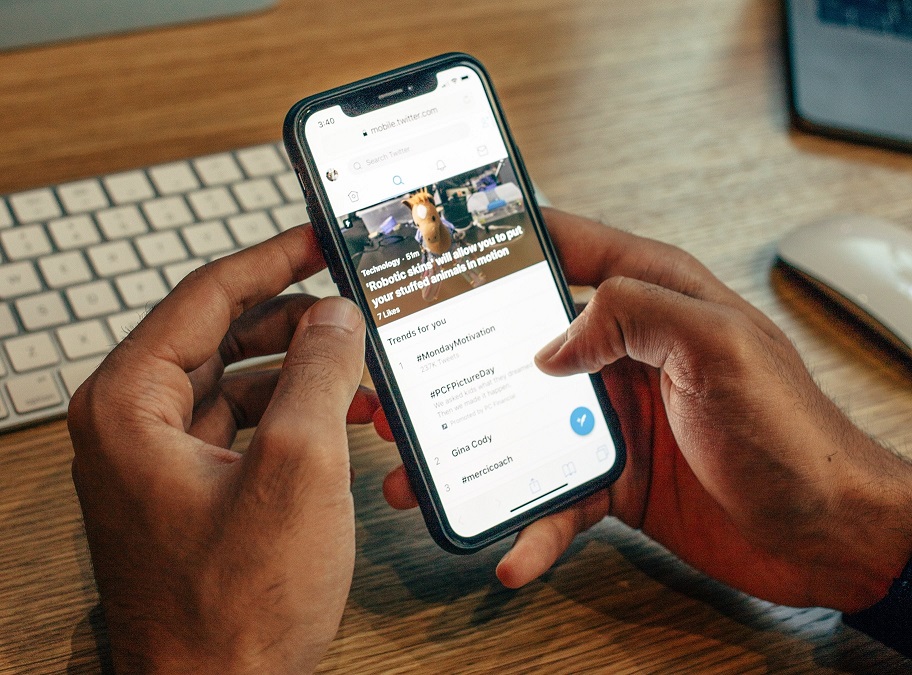 3:40
mobile.twitter.com
Search Twitter
Technology · 51m
'Robotic skins' will allow you to put
your stuffed animals in motion
7 Likes
Trends for you
1 #MondayMotivation
237K Tweets
#PCFPictureDay
We asked kids what they dreamed
Then we made it happen.
Promoted by PC Financial
2 Gina Cody
3 #mercicoach